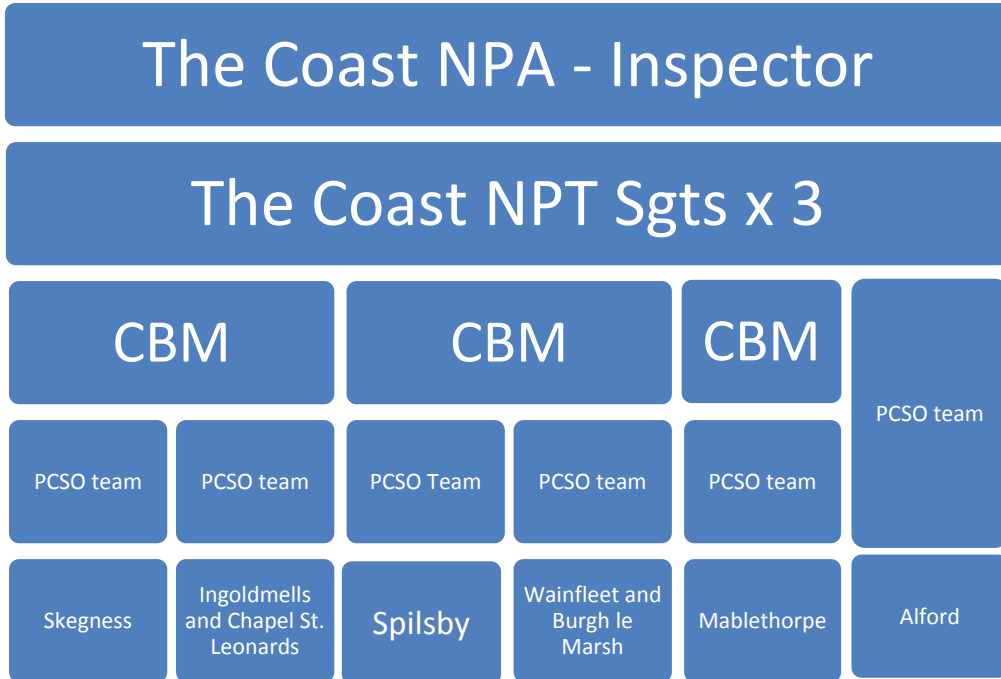 The Coast NPA - Inspector
The Coast NPT Sgts x 3
CBM
CBM
CBM
PCSO team
PCSO team
PCSO team
PCSO Team
PCSO team
PCSO team
Skegness
Ingoldmells
and Chapel St.
Leonards
Spilsby
Wainfleet and
Burgh le
Marsh
Mablethorpe
Alford